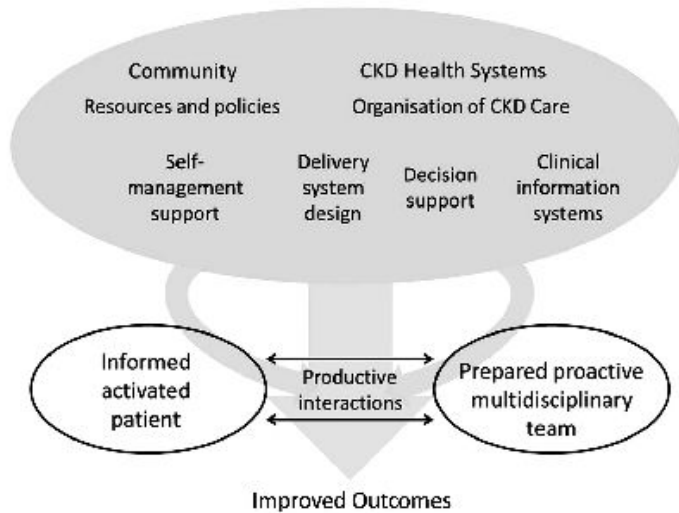 Community
CKD Health Systems
Resources and policies
Organisation of CKD Care
Self-
management
support
Delivery
system
design
Decision
support
Clinical
information
systems
Informed
activated
patient
Productive
interactions
Prepared proactive
multidisciplinary
team
Improved Outcomes